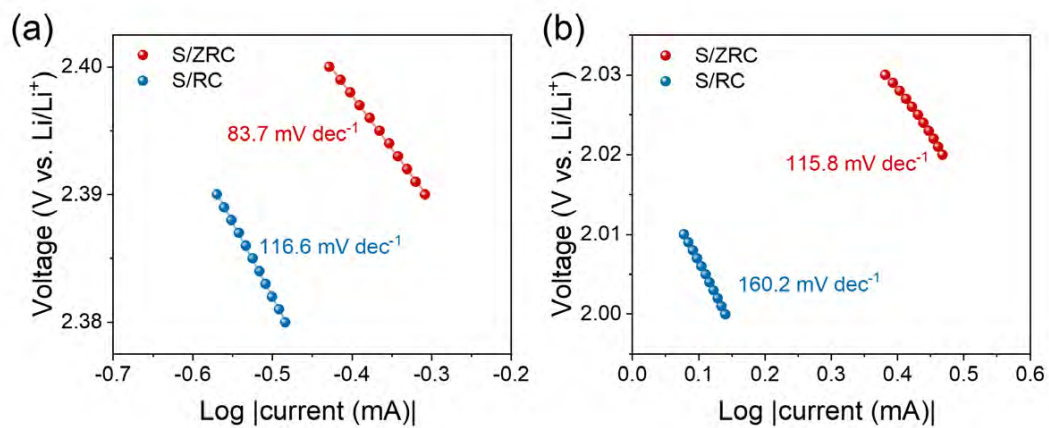 (a)
S/ZRC
S/RC
83.7 mV dec⁻¹
116.6 mV dec⁻¹
2.40
2.39
2.38
Voltage (V vs. Li/Li⁺)
-0.7
-0.6
-0.5
-0.4
-0.3
-0.2
Log |current (mA)|
(b)
S/ZRC
S/RC
115.8 mV dec⁻¹
160.2 mV dec⁻¹
2.03
2.02
2.01
2.00
Voltage (V vs. Li/Li⁺)
0.0
0.1
0.2
0.3
0.4
0.5
0.6
Log |current (mA)|